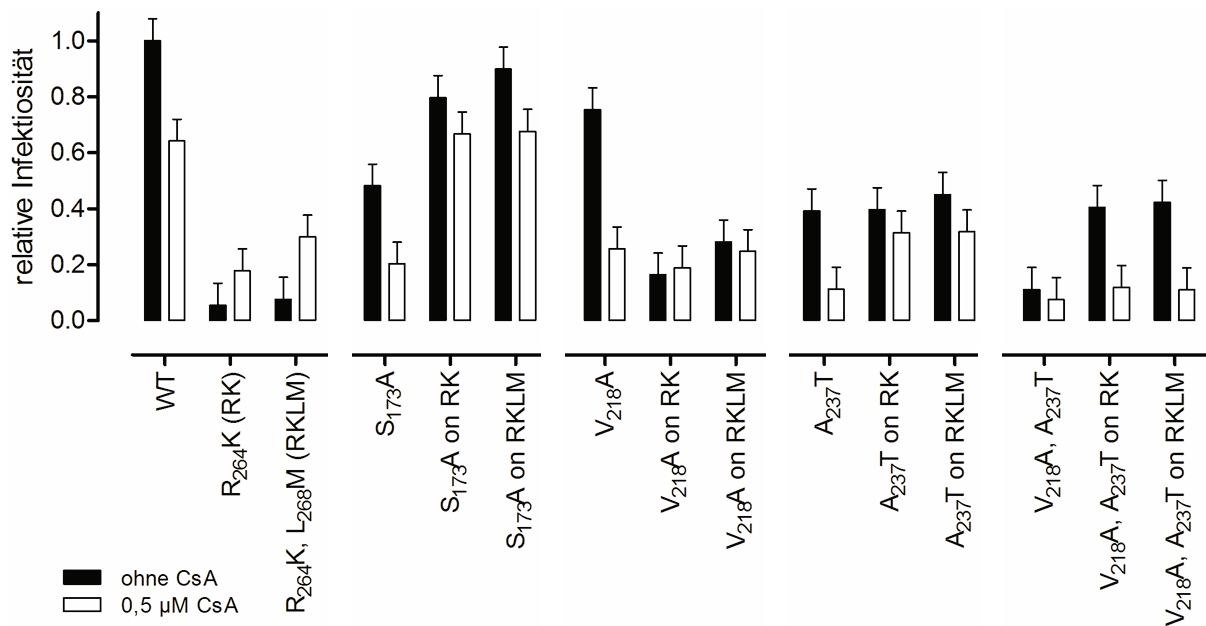 relative Infektiosität
1.0
0.8
0.6
0.4
0.2
0.0
WT
R264K (RK)
R264K, L268M (RKLM)
S173A
S173A on RK
S173A on RKLM
V218A
V218A on RK
V218A on RKLM
A237T
A237T on RK
A237T on RKLM
V218A, A237T
V218A, A237T on RK
V218A, A237T on RKLM
ohne CsA
0,5 µM CsA